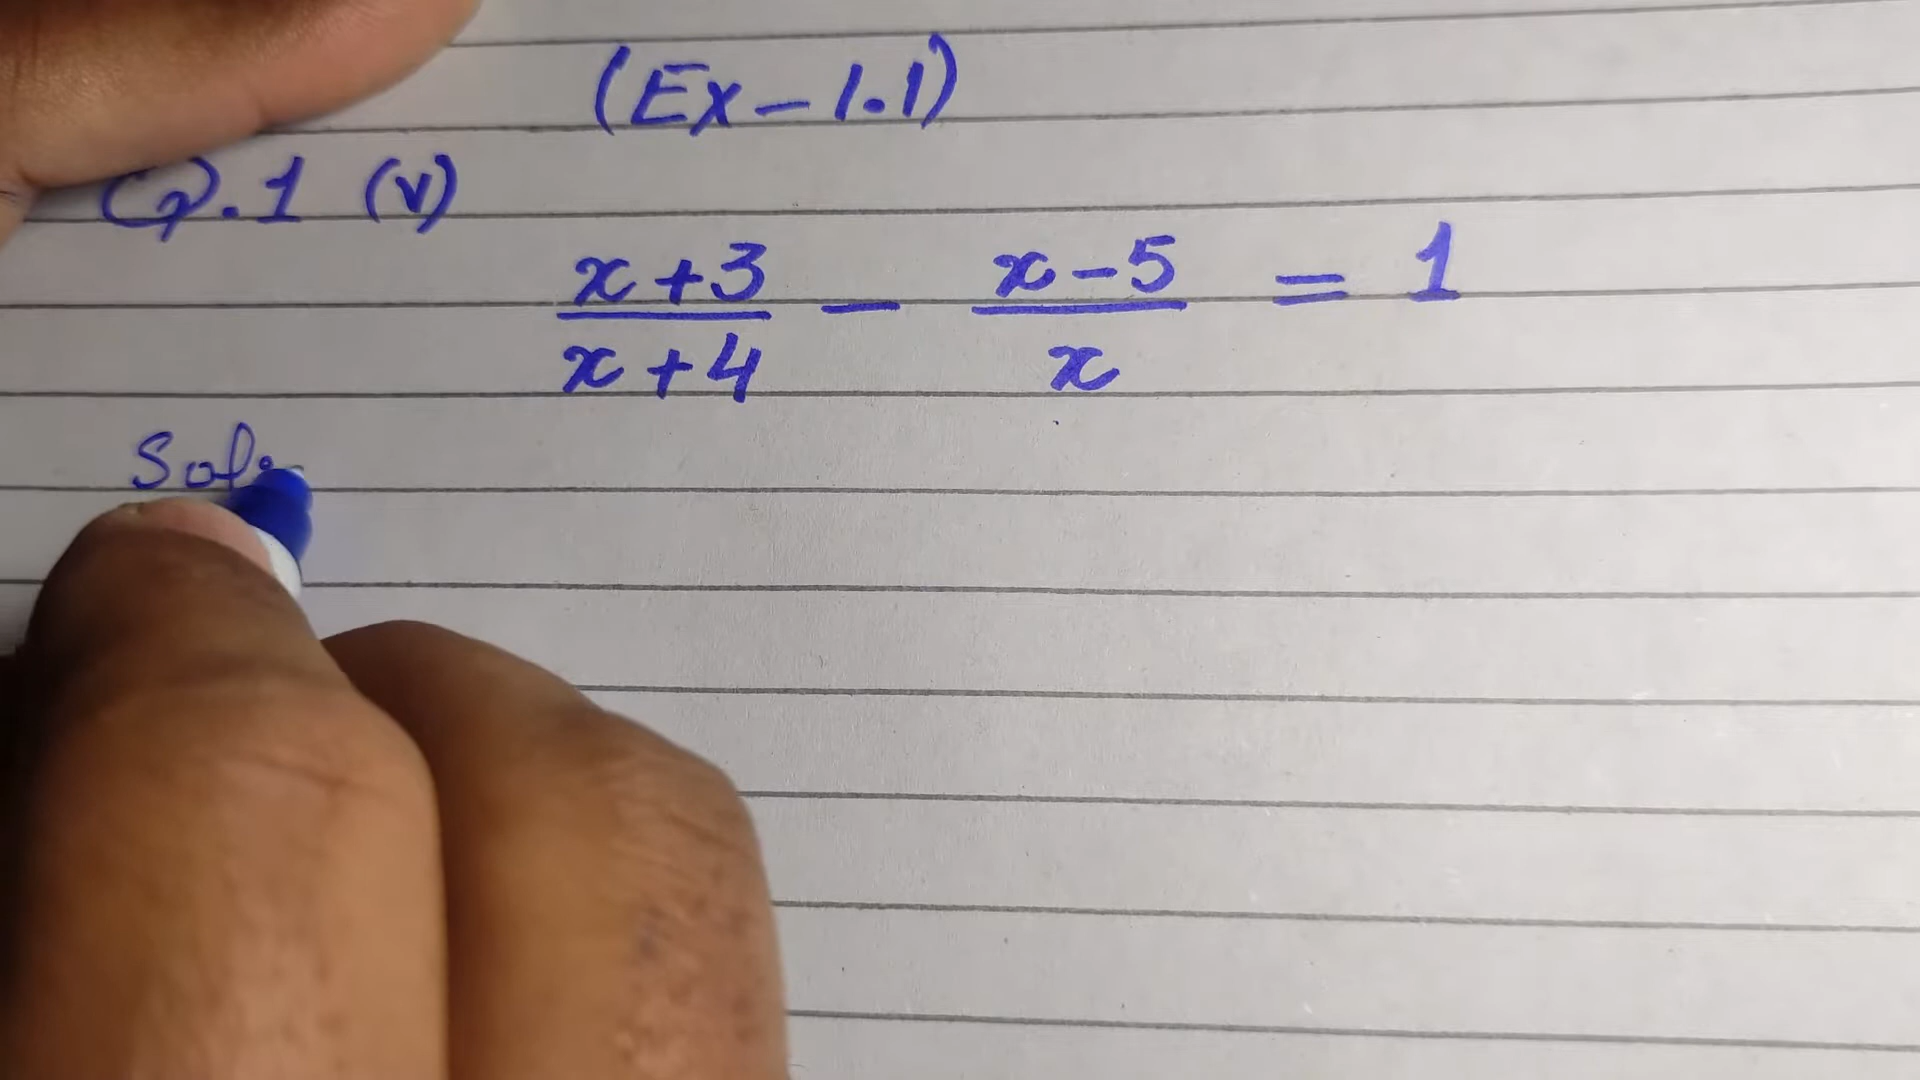 (Ex - 1.1)
Q.1 (v)
x+3/x+4 - x-5/x = 1
Sol: